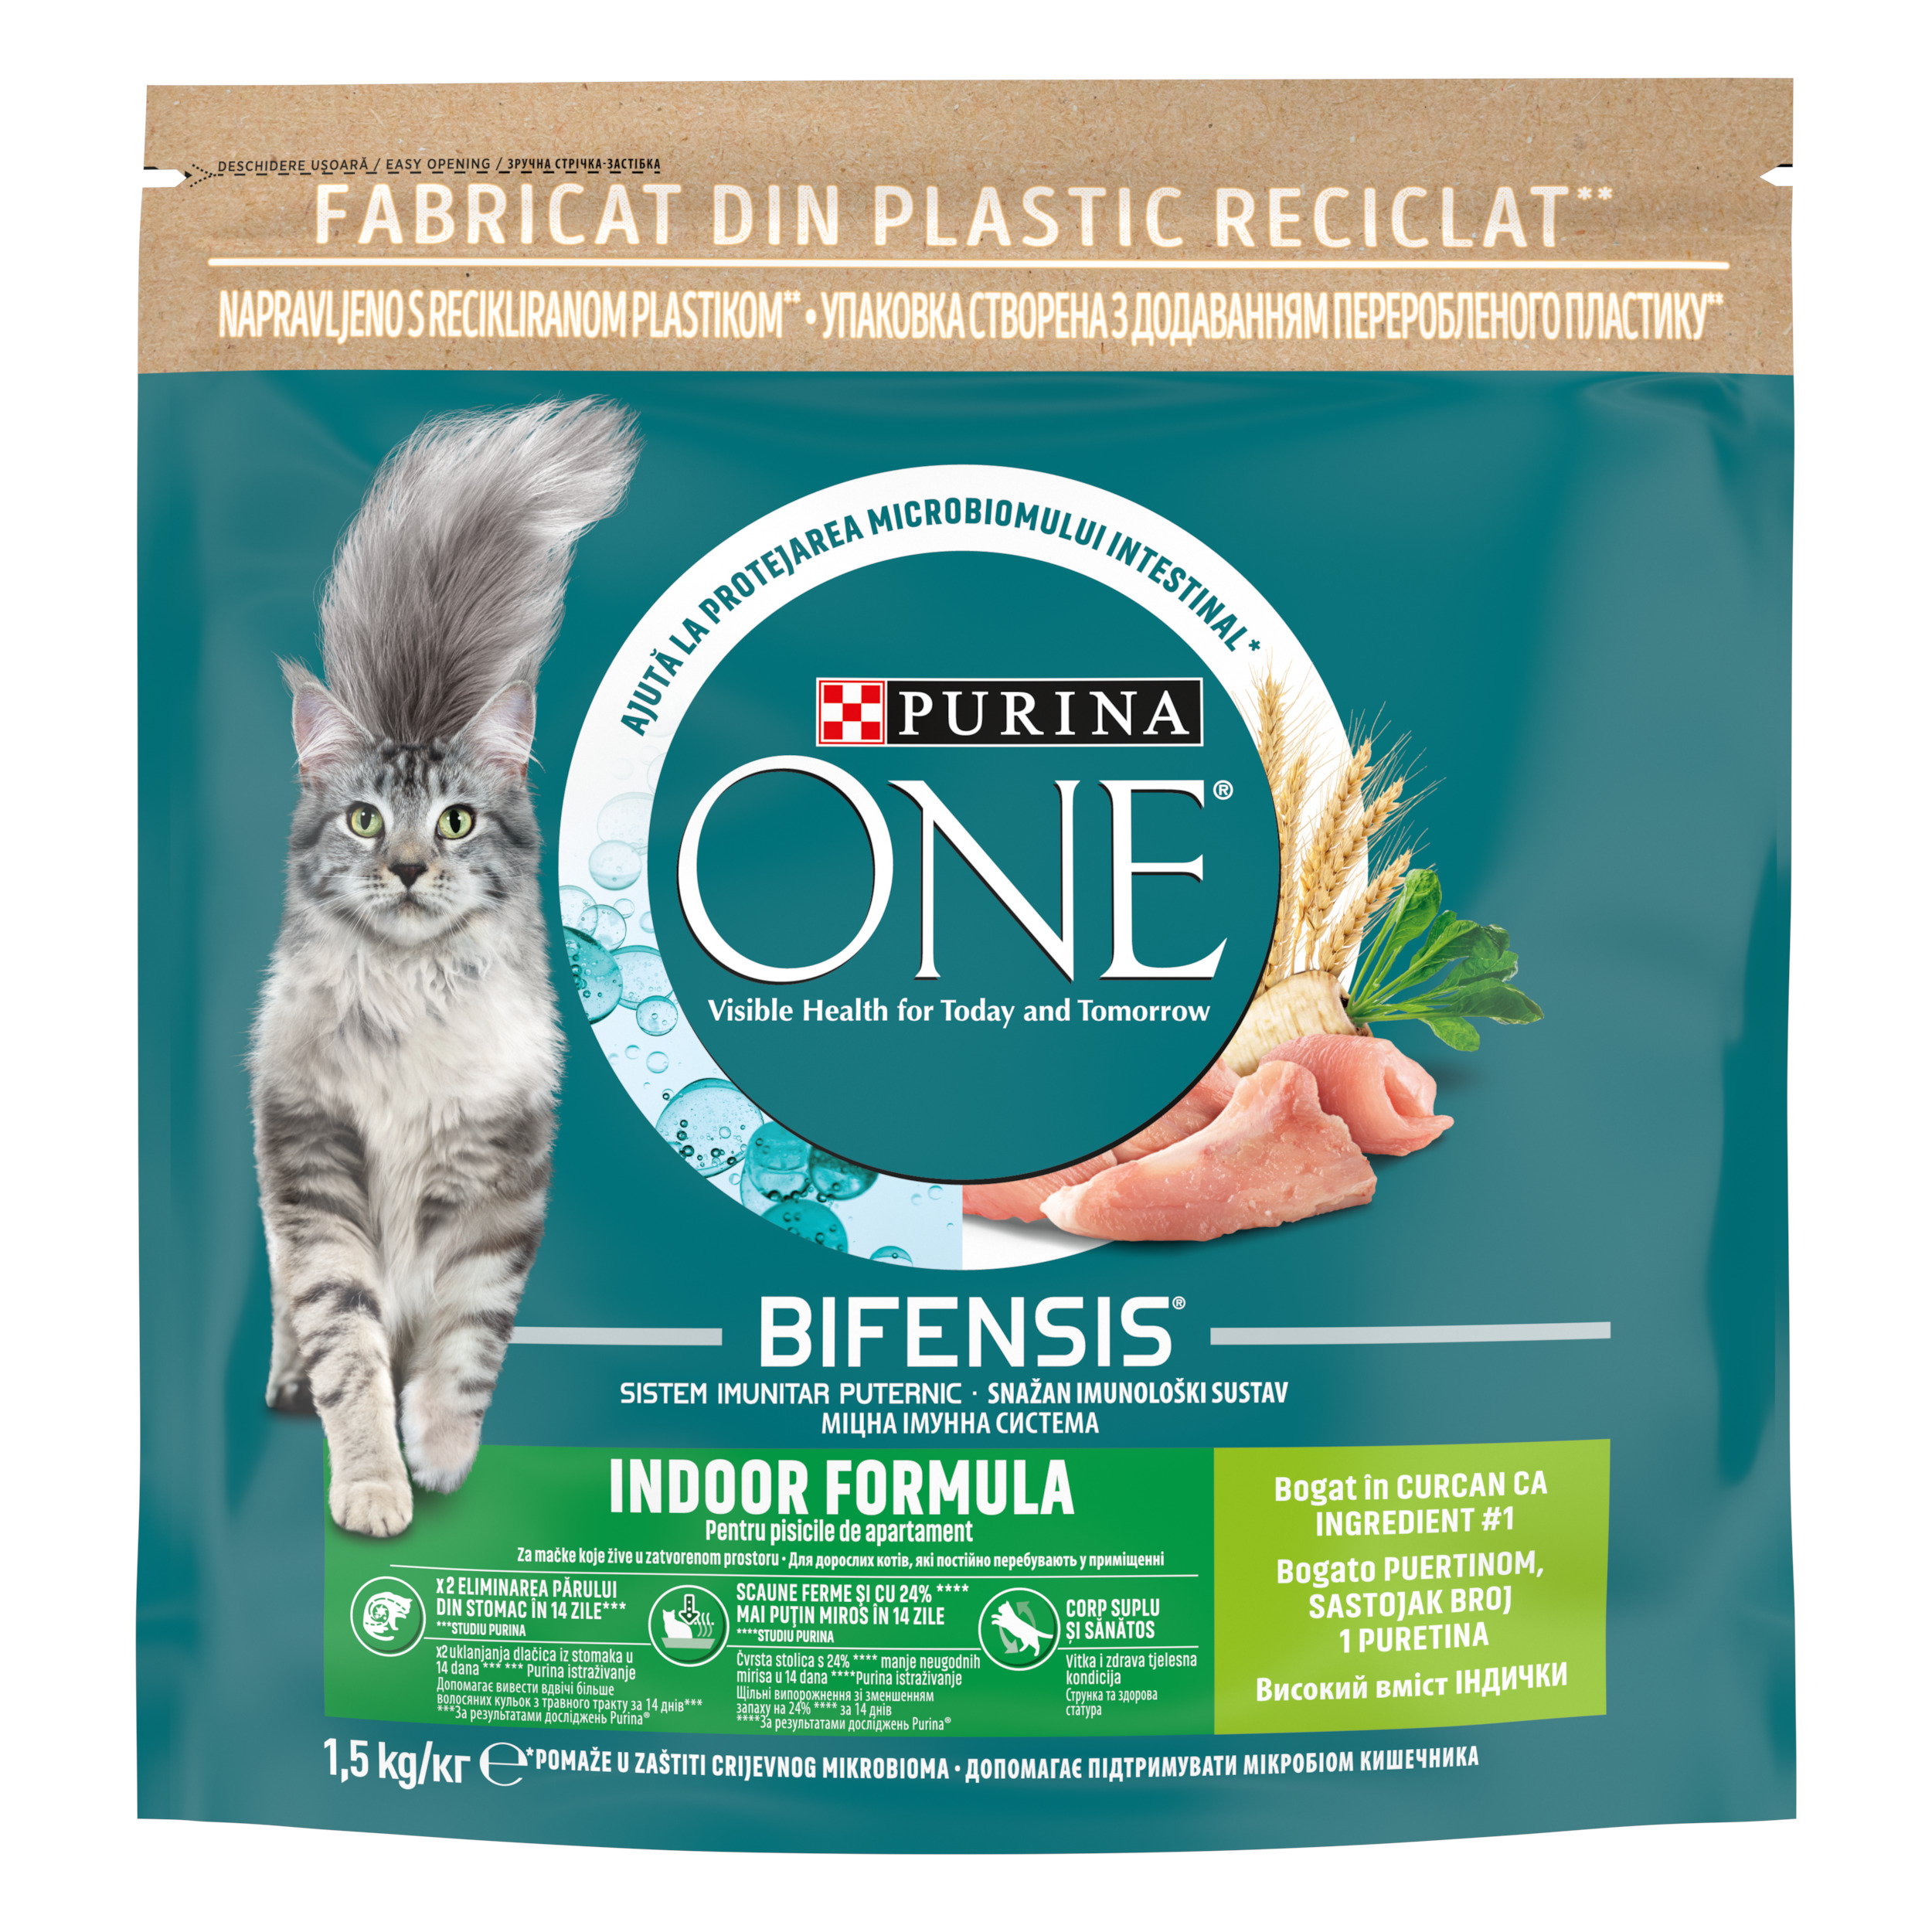 DESCHIDERE UȘOARĂ / EASY OPENING / ЗРУЧНА СТРІЧКА-ЗАСТІБКА
FABRICAT DIN PLASTIC RECICLAT**
NAPRAVLJENO S RECIKLIRANOM PLASTIKOM** • УПАКОВКА СТВОРЕНА З ДОДАВАННЯМ ПЕРЕРОБЛЕНОГО ПЛАСТИКУ**
AJUTĂ LA PROTEJAREA MICROBIOMULUI INTESTINAL*
PURINA
ONE®
Visible Health for Today and Tomorrow
BIFENSIS®
SISTEM IMUNITAR PUTERNIC · SNAŽAN IMUNOLOŠKI SUSTAV
МІЦНА ІМУННА СИСТЕМА
INDOOR FORMULA
Pentru pisicile de apartament
Za mačke koje žive u zatvorenom prostoru • Для дорослих котів, які постійно перебувають у приміщенні
x2 ELIMINAREA PĂRULUI
DIN STOMAC ÎN 14 ZILE***
***STUDIU PURINA
x2 uklanjanja dlačica iz stomaka u
14 dana *** *** Purina istraživanje
Допомагає вивести вдвічі більше
волосяних кульок з травного тракту за 14 днів***
***За результатами досліджень Purina®
SCAUNE FERME ȘI CU 24% ****
MAI PUȚIN MIROS ÎN 14 ZILE
****STUDIU PURINA
Čvrsta stolica s 24% **** manje neugodnih
mirisa u 14 dana ****Purina istraživanje
Щільні випорожнення зі зменшенням
запаху на 24% **** за 14 днів
****За результатами досліджень Purina®
CORP SUPLU
ȘI SĂNĂTOS
Vitka i zdrava tjelesna
kondicija
Струнка та здорова
статура
Bogat în CURCAN CA
INGREDIENT #1
Bogato PUERTINOM,
SASTOJAK BROJ
1 PURETINA
Високий вміст ІНДИЧКИ
1,5 kg/кг ℮
*POMAŽE U ZAŠTITI CRIJEVNOG MIKROBIOMA • ДОПОМАГАЄ ПІДТРИМУВАТИ МІКРОБІОМ КИШЕЧНИКА